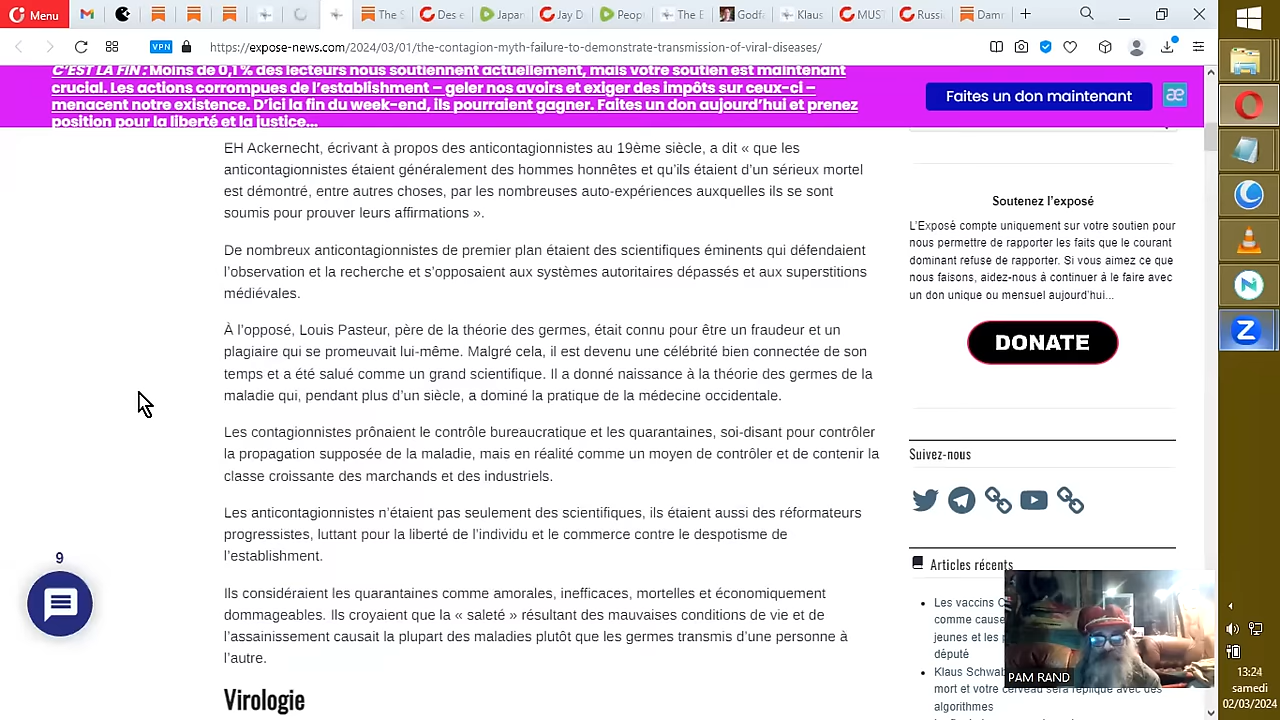 Menu
The S
Des e
Japan
Jay D
Peop
The E
Godf
Klaus
MUS
Russi
Damr
VPN
https://expose-news.com/2024/03/01/the-contagion-myth-failure-to-demonstrate-transmission-of-viral-diseases/
C'EST LA FIN : Moins de 0,1 % des lecteurs nous soutiennent actuellement, mais votre soutien est maintenant
crucial. Les actions corrompues de l'establishment – geler nos avoirs et exiger des impôts sur ceux-ci –
menacent notre existence. D'ici la fin du week-end, ils pourraient gagner. Faites un don aujourd'hui et prenez
position pour la liberté et la justice...
Faites un don maintenant
æ
EH Ackernecht, écrivant à propos des anticontagionnistes au 19ème siècle, a dit « que les
anticontagionnistes étaient généralement des hommes honnêtes et qu'ils étaient d'un sérieux mortel
est démontré, entre autres choses, par les nombreuses auto-expériences auxquelles ils se sont
soumis pour prouver leurs affirmations ».
De nombreux anticontagionnistes de premier plan étaient des scientifiques éminents qui défendaient
l'observation et la recherche et s'opposaient aux systèmes autoritaires dépassés et aux superstitions
médiévales.
À l'opposé, Louis Pasteur, père de la théorie des germes, était connu pour être un fraudeur et un
plagiaire qui se promeuvait lui-même. Malgré cela, il est devenu une célébrité bien connectée de son
temps et a été salué comme un grand scientifique. Il a donné naissance à la théorie des germes de la
maladie qui, pendant plus d'un siècle, a dominé la pratique de la médecine occidentale.
Les contagionnistes prônaient le contrôle bureaucratique et les quarantaines, soi-disant pour contrôler
la propagation supposée de la maladie, mais en réalité comme un moyen de contrôler et de contenir la
classe croissante des marchands et des industriels.
Les anticontagionnistes n'étaient pas seulement des scientifiques, ils étaient aussi des réformateurs
progressistes, luttant pour la liberté de l'individu et le commerce contre le despotisme de
l'establishment.
Ils considéraient les quarantaines comme amorales, inefficaces, mortelles et économiquement
dommageables. Ils croyaient que la « saleté » résultant des mauvaises conditions de vie et de
l'assainissement causait la plupart des maladies plutôt que les germes transmis d'une personne à
l'autre.
Virologie
9
Soutenez l'exposé
L'Exposé compte uniquement sur votre soutien pour
nous permettre de rapporter les faits que le courant
dominant refuse de rapporter. Si vous aimez ce que
nous faisons, aidez-nous à continuer à le faire avec
un don unique ou mensuel aujourd'hui...
DONATE
Suivez-nous
Articles récents
Les vaccins C
comme cause
jeunes et les p
député
Klaus Schwab
mort et votre cerveau sera répliqué avec des
algorithmes
PAM RAND
13:24
samedi
02/03/2024